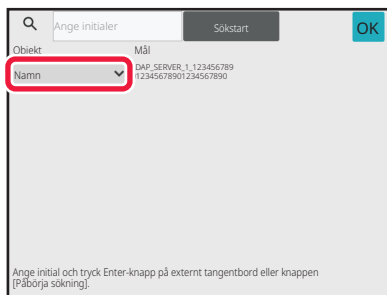 Ange initialer
Sökstart
OK
Objekt
Mål
Namn
DAP_SERVER_1_123456789
12345678901234567890
Ange initial och tryck Enter-knapp på externt tangentbord eller knappen
[Påbörja sökning].